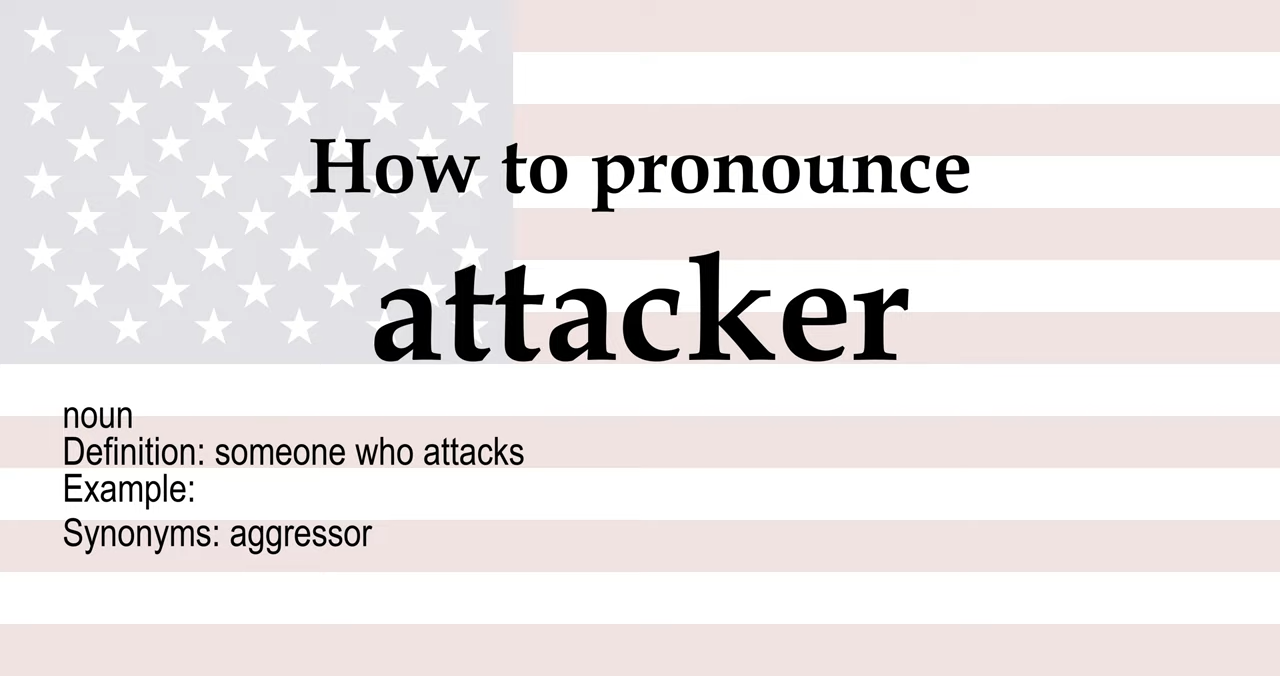 How to pronounce
attacker
noun
Definition: someone who attacks
Example:
Synonyms: aggressor